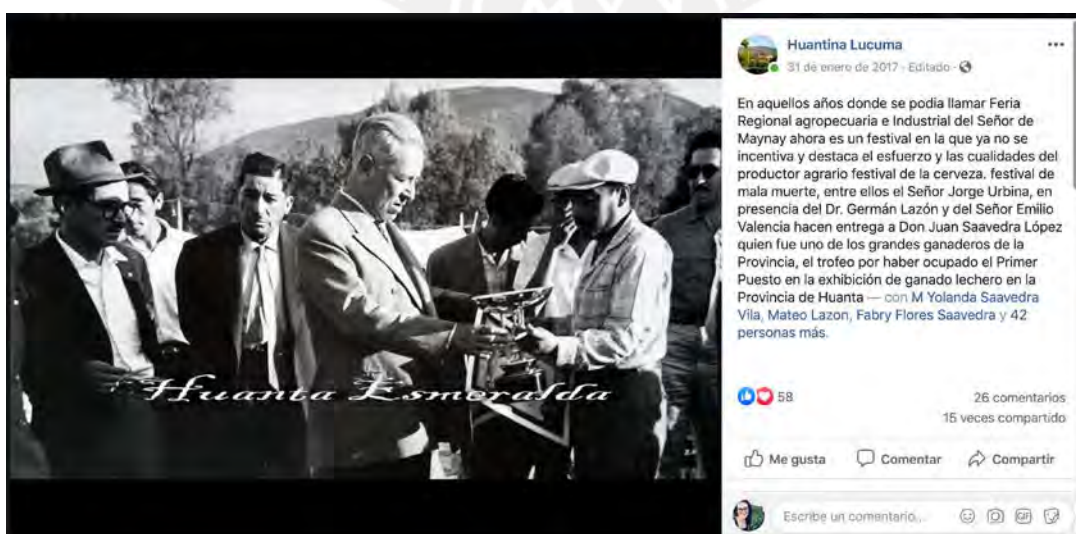 Huanta Esmeralda
Huantina Lucuma
31 de enero de 2017 · Editado ·
En aquellos años donde se podia llamar Feria
Regional agropecuaria e Industrial del Señor de
Maynay ahora es un festival en la que ya no se
incentiva y destaca el esfuerzo y las cualidades del
productor agrario festival de la cerveza. festival de
mala muerte, entre ellos el Señor Jorge Urbina, en
presencia del Dr. Germán Lazón y del Señor Emilio
Valencia hacen entrega a Don Juan Saavedra López
quien fue uno de los grandes ganaderos de la
Provincia, el trofeo por haber ocupado el Primer
Puesto en la exhibición de ganado lechero en la
Provincia de Huanta — con M Yolanda Saavedra
Vila, Mateo Lazon, Fabry Flores Saavedra y 42
personas más.
58
26 comentarios
15 veces compartido
Me gusta Comentar Compartir
Escribe un comentario...
GIF